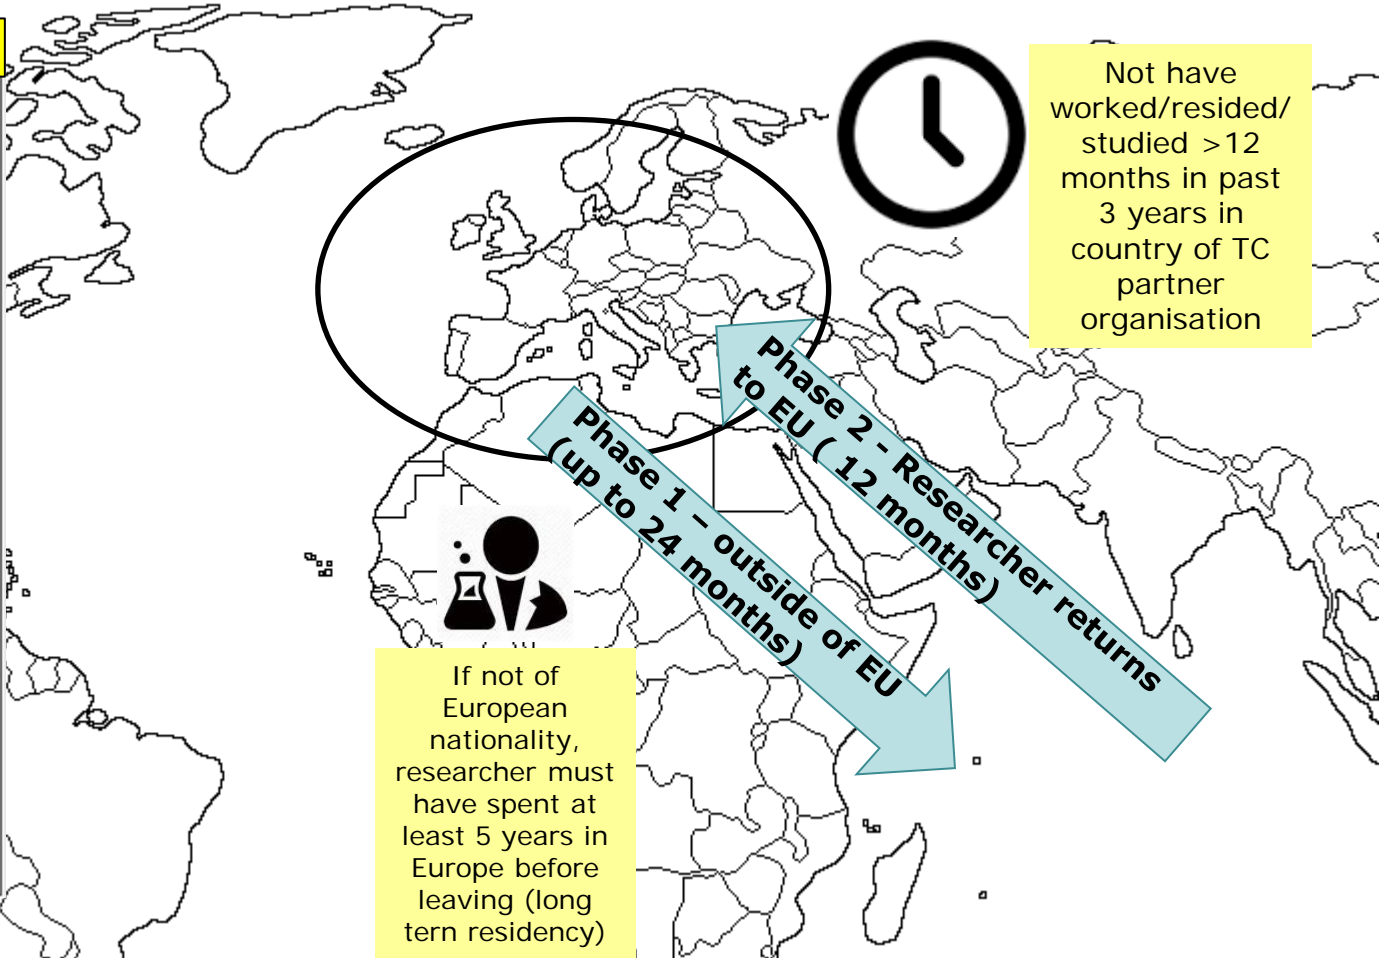 Not have
worked/resided/
studied >12
months in past
3 years in
country of TC
partner
organisation
Phase 2 – Researcher returns
to EU ( 12 months)
Phase 1 – outside of EU
(up to 24 months)
If not of
European
nationality,
researcher must
have spent at
least 5 years in
Europe before
leaving (long
tern residency)